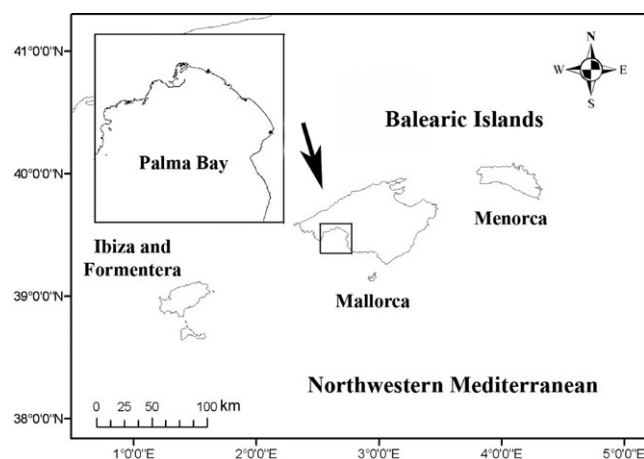 41°0'0"N
40°0'0"N
39°0'0"N
38°0'0"N
Palma Bay
N
W E
S
Balearic Islands
Menorca
Ibiza and
Formentera
Mallorca
Northwestern Mediterranean
0 25 50 100 km
1°0'0"E 2°0'0"E 3°0'0"E 4°0'0"E 5°0'0"E